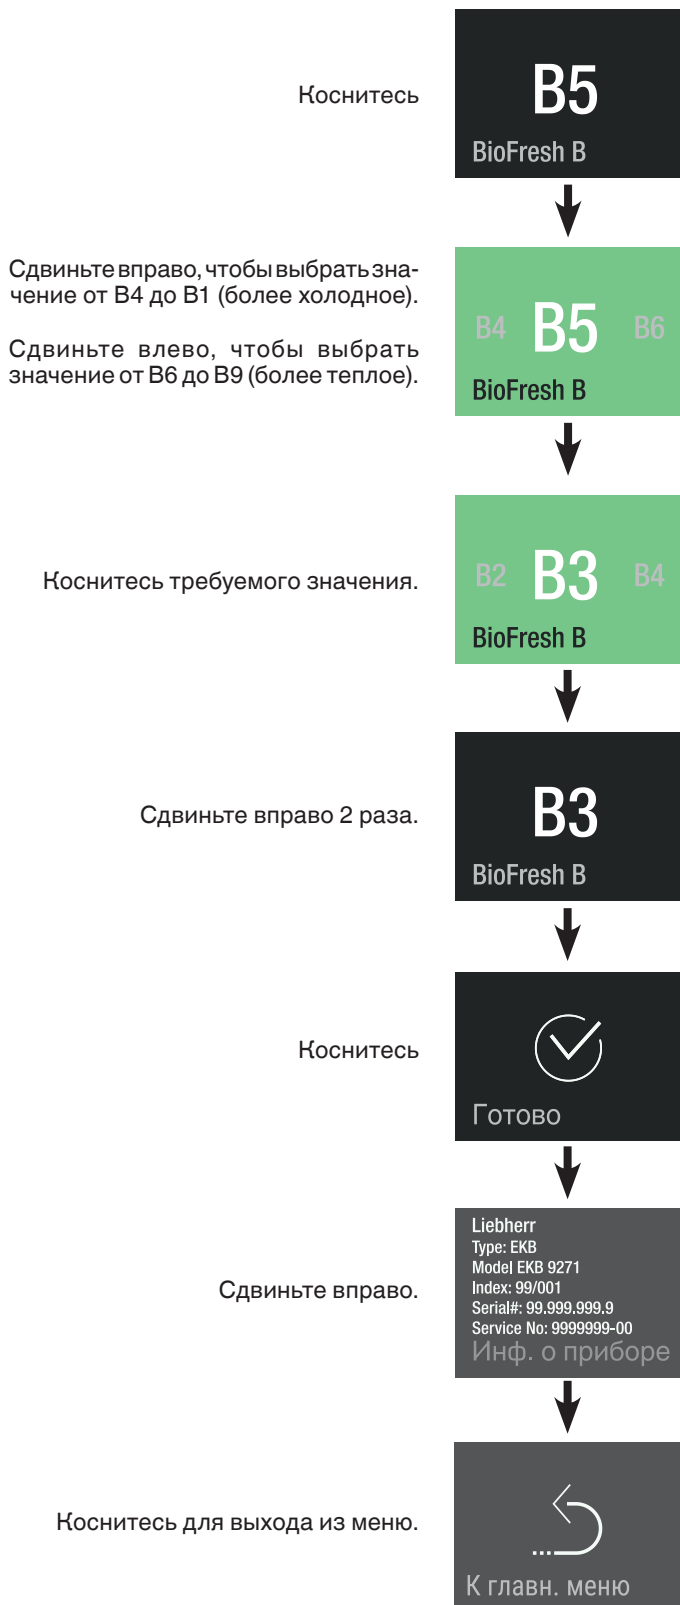 Коснитесь
B5
BioFresh B
Сдвиньте вправо, чтобы выбрать зна-
чение от B4 до B1 (более холодное).
Сдвиньте влево, чтобы выбрать
значение от B6 до B9 (более теплое).
B4 B5 B6
BioFresh B
Коснитесь требуемого значения.
B2 B3 B4
BioFresh B
Сдвиньте вправо 2 раза.
B3
BioFresh B
Коснитесь
Готово
Сдвиньте вправо.
Liebherr
Type: EKB
Model EKB 9271
Index: 99/001
Serial#: 99.999.999.9
Service No: 9999999-00
Инф. о приборе
Коснитесь для выхода из меню.
К главн. меню